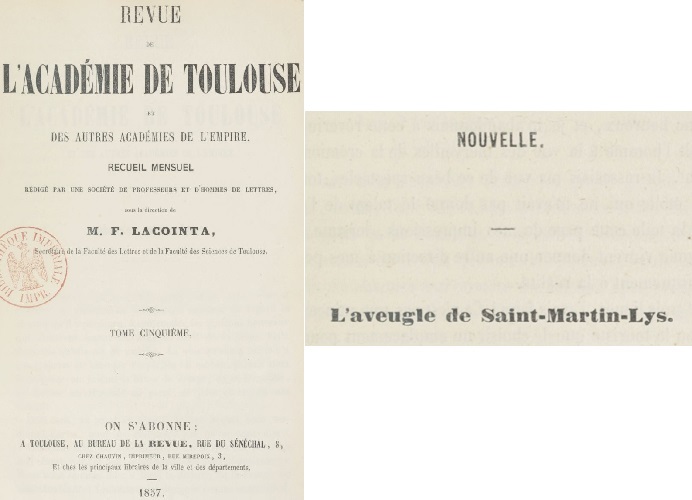 REVUE
DE
L'ACADÉMIE DE TOULOUSE
ET
DES AUTRES ACADÉMIES DE L'EMPIRE.
RECUEIL MENSUEL
RÉDIGÉ PAR UNE SOCIÉTÉ DE PROFESSEURS ET D'HOMMES DE LETTRES,
sous la direction de
M. F. LACOINTA,
Secrétaire de la Faculté des Lettres et de la Faculté des Sciences de Toulouse.
TOME CINQUIÈME.
ON S'ABONNE :
A TOULOUSE, AU BUREAU DE LA REVUE, RUE DU SÉNÉCHAL, 8,
CHEZ CHAUVIN, IMPRIMEUR, RUE MIREPOIX, 3,
Et chez les principaux libraires de la ville et des départements.
1857.
NOUVELLE.
L'aveugle de Saint-Martin-Lys.